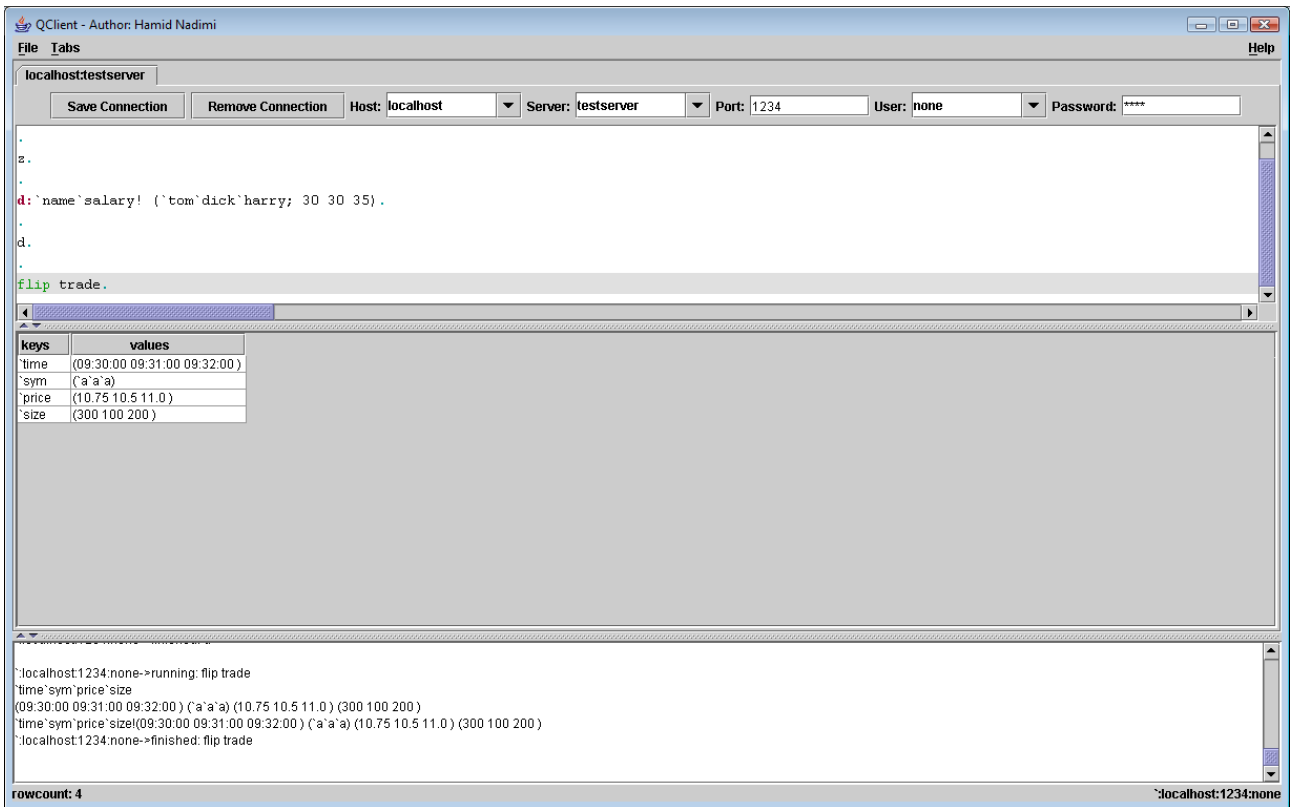 QClient - Author: Hamid Nadimi
File Tabs Help
localhost:testserver
Save Connection Remove Connection Host: localhost Server: testserver Port: 1234 User: none Password: ****
.
z.
.
d:`name`salary! (`tom`dick`harry; 30 30 35).
.
d.
.
flip trade.
keys values
`time (09:30:00 09:31:00 09:32:00 )
`sym (`a`a`a)
`price (10.75 10.5 11.0 )
`size (300 100 200 )
`:localhost:1234:none->running: flip trade
`time`sym`price`size
(09:30:00 09:31:00 09:32:00 ) (`a`a`a) (10.75 10.5 11.0 ) (300 100 200 )
`time`sym`price`size!(09:30:00 09:31:00 09:32:00 ) (`a`a`a) (10.75 10.5 11.0 ) (300 100 200 )
`:localhost:1234:none->finished: flip trade
rowcount: 4 `:localhost:1234:none